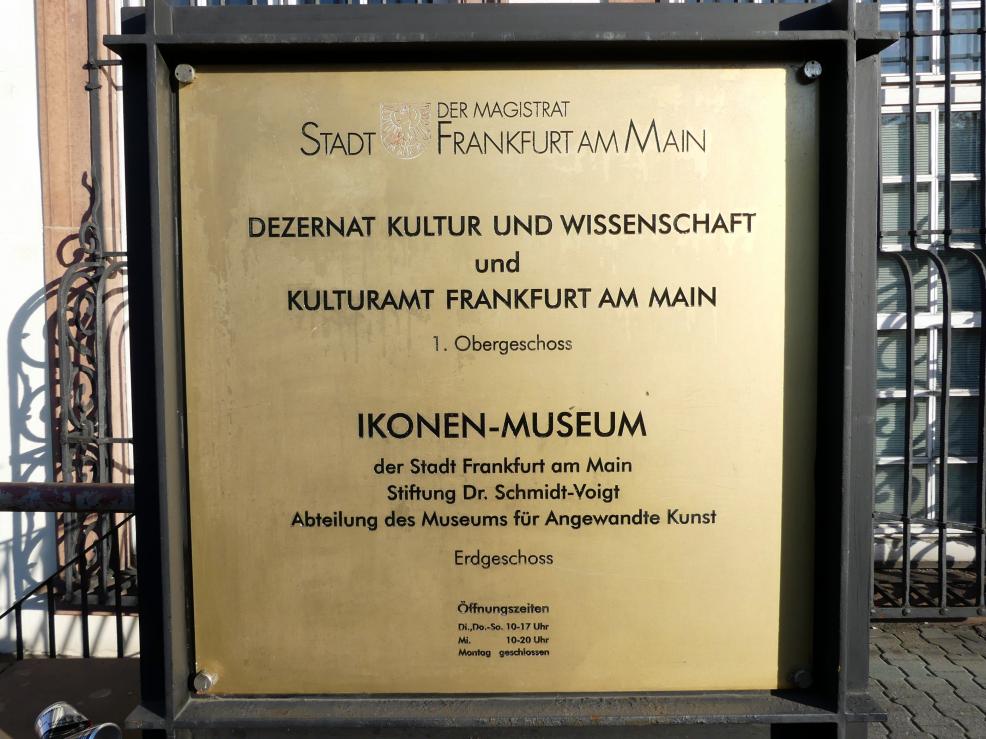 DER MAGISTRAT
STADT FRANKFURT AM MAIN
DEZERNAT KULTUR UND WISSENSCHAFT
und
KULTURAMT FRANKFURT AM MAIN
1. Obergeschoss
IKONEN-MUSEUM
der Stadt Frankfurt am Main
Stiftung Dr. Schmidt-Voigt
Abteilung des Museums für Angewandte Kunst
Erdgeschoss
Öffnungszeiten
Di.,Do.-So. 10-17 Uhr
Mi. 10-20 Uhr
Montag geschlossen